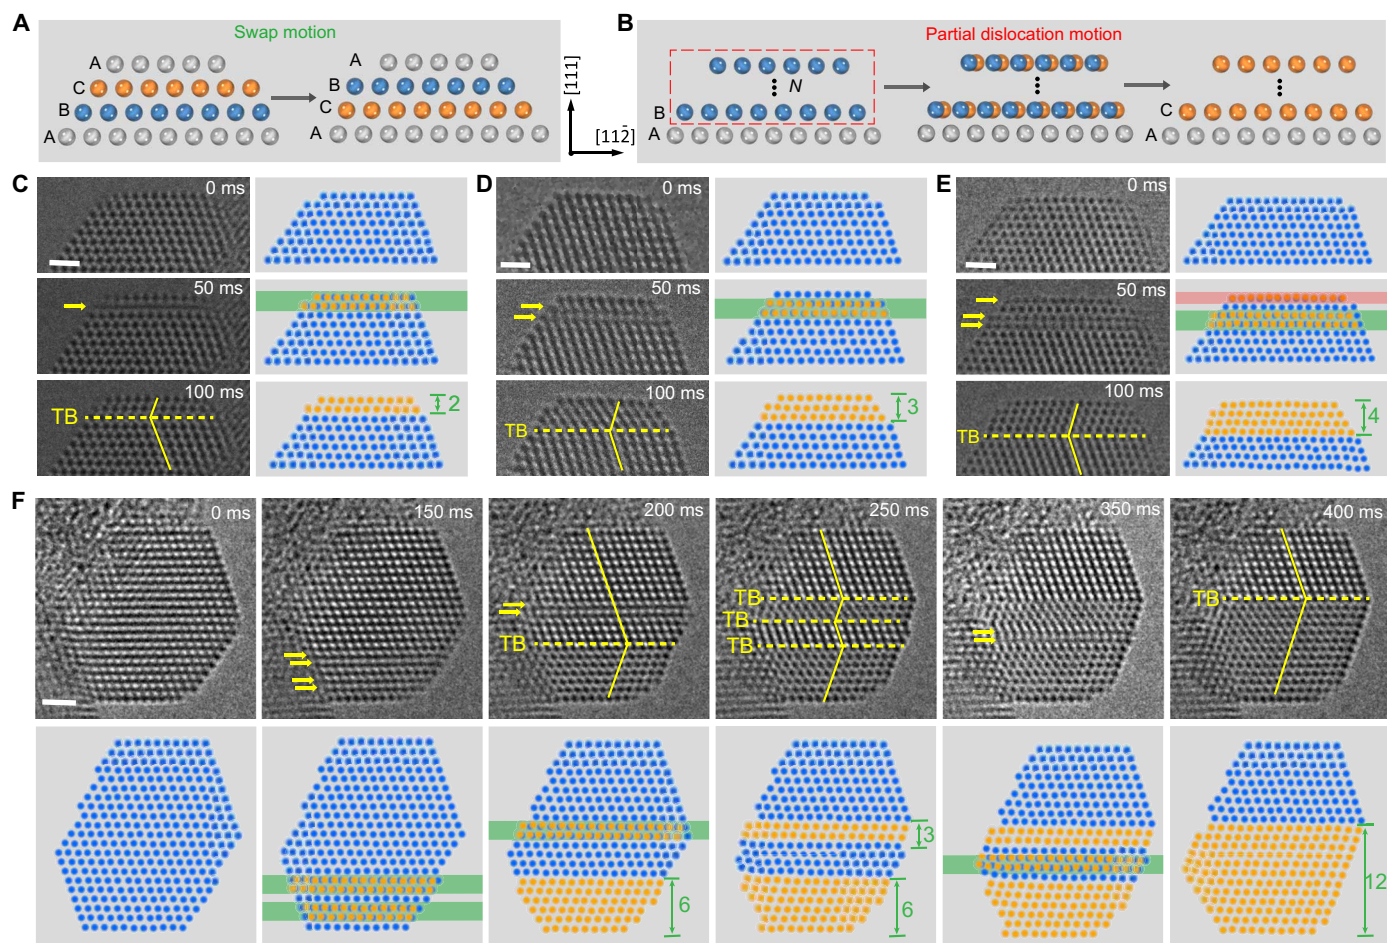 A
Swap motion
A
C
B
A
A
B
C
A
[111]
[112̄]
B
Partial dislocation motion
N
B
A
C
A
C
0 ms
50 ms
100 ms
TB
2
D
0 ms
50 ms
100 ms
TB
3
E
0 ms
50 ms
100 ms
TB
4
F
0 ms
150 ms
200 ms
TB
250 ms
TB
TB
TB
350 ms
400 ms
TB
6
3
6
12